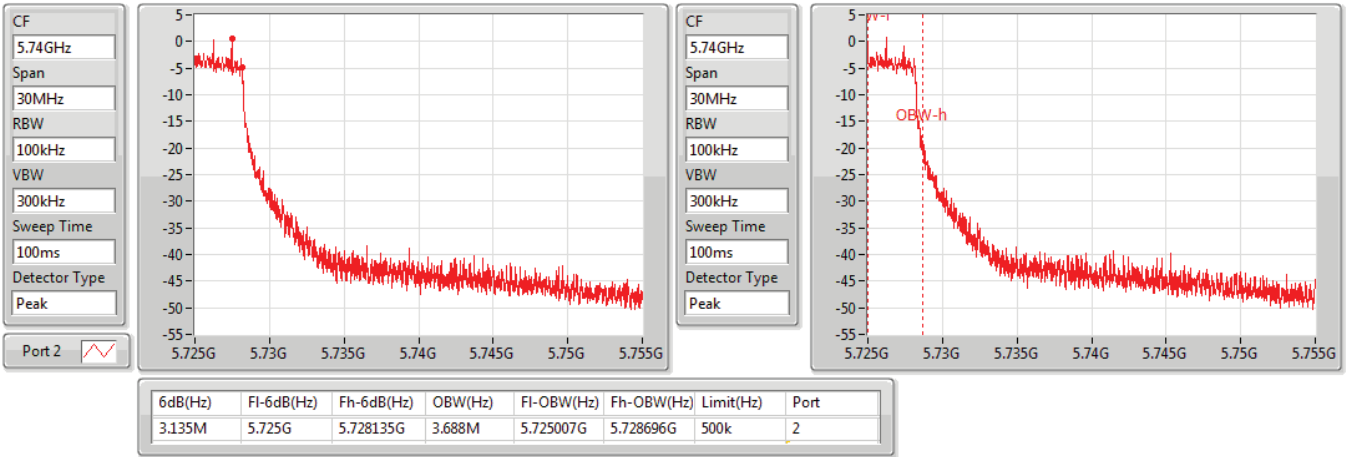 CF
5.74GHz
Span
30MHz
RBW
100kHz
VBW
300kHz
Sweep Time
100ms
Detector Type
Peak
Port 2
5
0
-5
-10
-15
-20
-25
-30
-35
-40
-45
-50
-55
5.725G 5.73G 5.735G 5.74G 5.745G 5.75G 5.755G
CF
5.74GHz
Span
30MHz
RBW
100kHz
VBW
300kHz
Sweep Time
100ms
Detector Type
Peak
5
0
-5
-10
-15
-20
-25
-30
-35
-40
-45
-50
-55
OBW-h
5.725G 5.73G 5.735G 5.74G 5.745G 5.75G 5.755G
6dB(Hz) Fl-6dB(Hz) Fh-6dB(Hz) OBW(Hz) Fl-OBW(Hz) Fh-OBW(Hz) Limit(Hz) Port
3.135M 5.725G 5.728135G 3.688M 5.725007G 5.728696G 500k 2